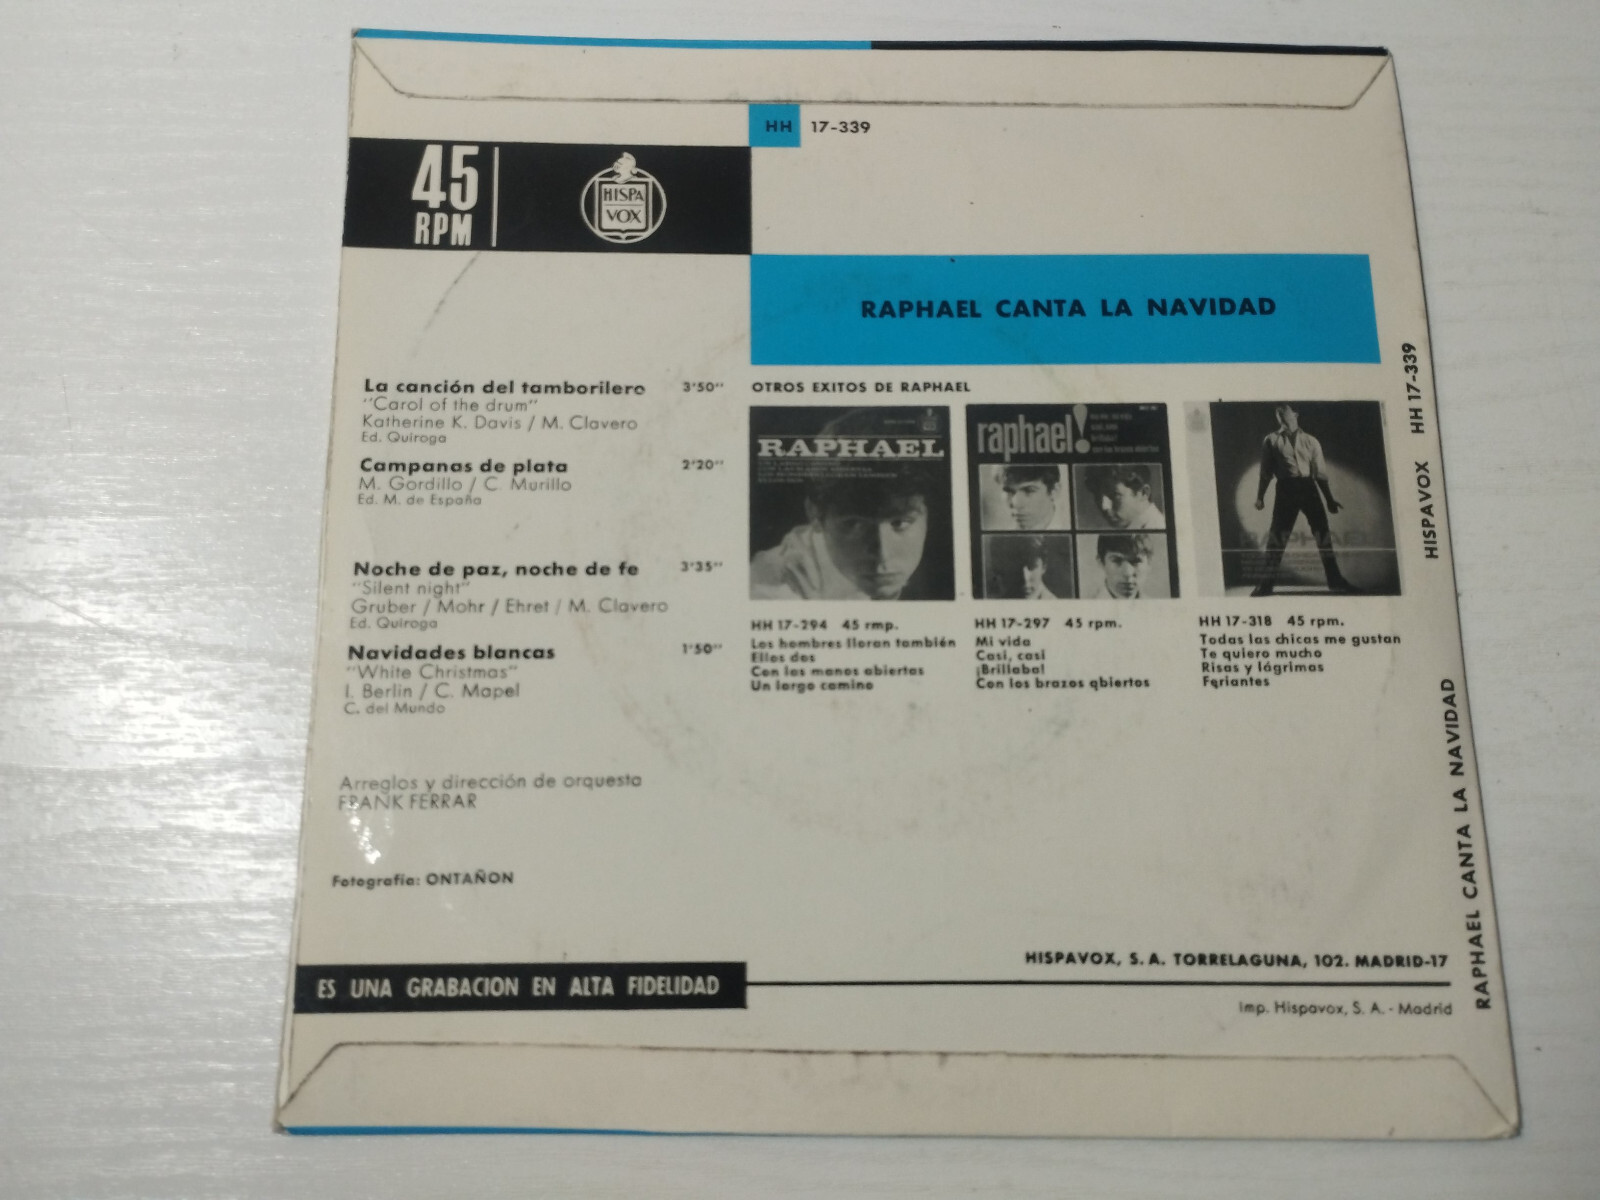 HH 17-339
45
RPM
HISPA
VOX
RAPHAEL CANTA LA NAVIDAD
La canción del tamborilero 3'50''
"Carol of the drum"
Katherine K. Davis / M. Clavero
Ed. Quiroga
Campanas de plata 2'20''
M. Gordillo / C. Murillo
Ed. M. de España
Noche de paz, noche de fe 3'35''
"Silent night"
Gruber / Mohr / Ehret / M. Clavero
Ed. Quiroga
Navidades blancas 1'50''
"White Christmas"
I. Berlin / C. Mapel
C. del Mundo
Arreglos y dirección de orquesta
FRANK FERRAR
Fotografía: ONTAÑON
OTROS EXITOS DE RAPHAEL
RAPHAEL
raphael!
RAPHAEL
HH 17-294 45 rmp.
Los hombres lloran también
Ellos dos
Con las manos abiertas
Un largo camino
HH 17-297 45 rpm.
Mi vida
Casi, casi
¡Brillaba!
Con los brazos abiertos
HH 17-318 45 rpm.
Todas las chicas me gustan
Te quiero mucho
Risas y lágrimas
Feriantes
HISPAVOX, S. A. TORRELAGUNA, 102. MADRID-17
ES UNA GRABACION EN ALTA FIDELIDAD
Imp. Hispavox, S. A. - Madrid
RAPHAEL CANTA LA NAVIDAD HISPAVOX HH 17-339